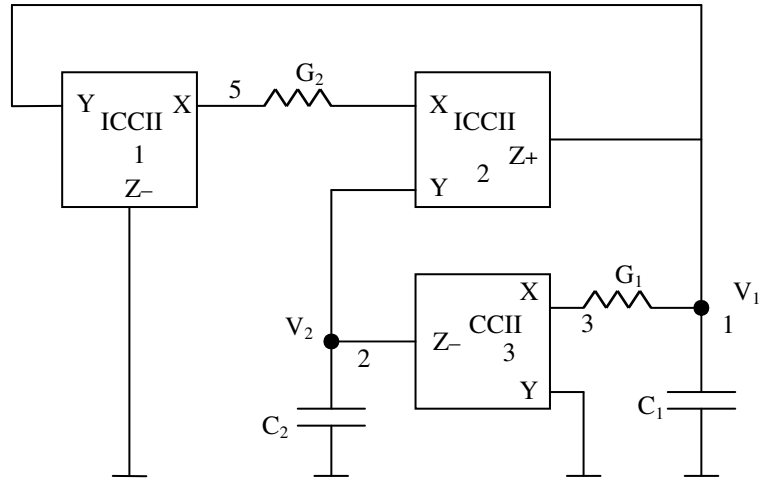 G₂
Y
ICCII
X
1
Z–
5
X
ICCII
Z+
2
Y
G₁
X
V₁
V₂
Z–
CCII
3
3
1
2
Y
C₂
C₁